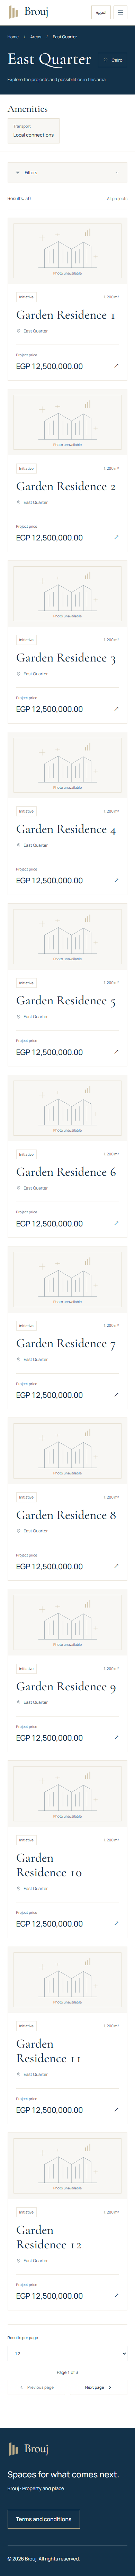 Brouj
العربية
Home / Areas / East Quarter
East Quarter
Cairo
Explore the projects and possibilities in this area.
Amenities
Transport
Local connections
Filters
Results: 30
All projects
Photo unavailable
Initiative
1,200 m²
Garden Residence 1
East Quarter
Project price
EGP 12,500,000.00
Photo unavailable
Initiative
1,200 m²
Garden Residence 2
East Quarter
Project price
EGP 12,500,000.00
Photo unavailable
Initiative
1,200 m²
Garden Residence 3
East Quarter
Project price
EGP 12,500,000.00
Photo unavailable
Initiative
1,200 m²
Garden Residence 4
East Quarter
Project price
EGP 12,500,000.00
Photo unavailable
Initiative
1,200 m²
Garden Residence 5
East Quarter
Project price
EGP 12,500,000.00
Photo unavailable
Initiative
1,200 m²
Garden Residence 6
East Quarter
Project price
EGP 12,500,000.00
Photo unavailable
Initiative
1,200 m²
Garden Residence 7
East Quarter
Project price
EGP 12,500,000.00
Photo unavailable
Initiative
1,200 m²
Garden Residence 8
East Quarter
Project price
EGP 12,500,000.00
Photo unavailable
Initiative
1,200 m²
Garden Residence 9
East Quarter
Project price
EGP 12,500,000.00
Photo unavailable
Initiative
1,200 m²
Garden
Residence 10
East Quarter
Project price
EGP 12,500,000.00
Photo unavailable
Initiative
1,200 m²
Garden
Residence 11
East Quarter
Project price
EGP 12,500,000.00
Photo unavailable
Initiative
1,200 m²
Garden
Residence 12
East Quarter
Project price
EGP 12,500,000.00
Results per page
12
Page 1 of 3
Previous page
Next page
Brouj
Spaces for what comes next.
Brouj · Property and place
Terms and conditions
© 2026 Brouj. All rights reserved.